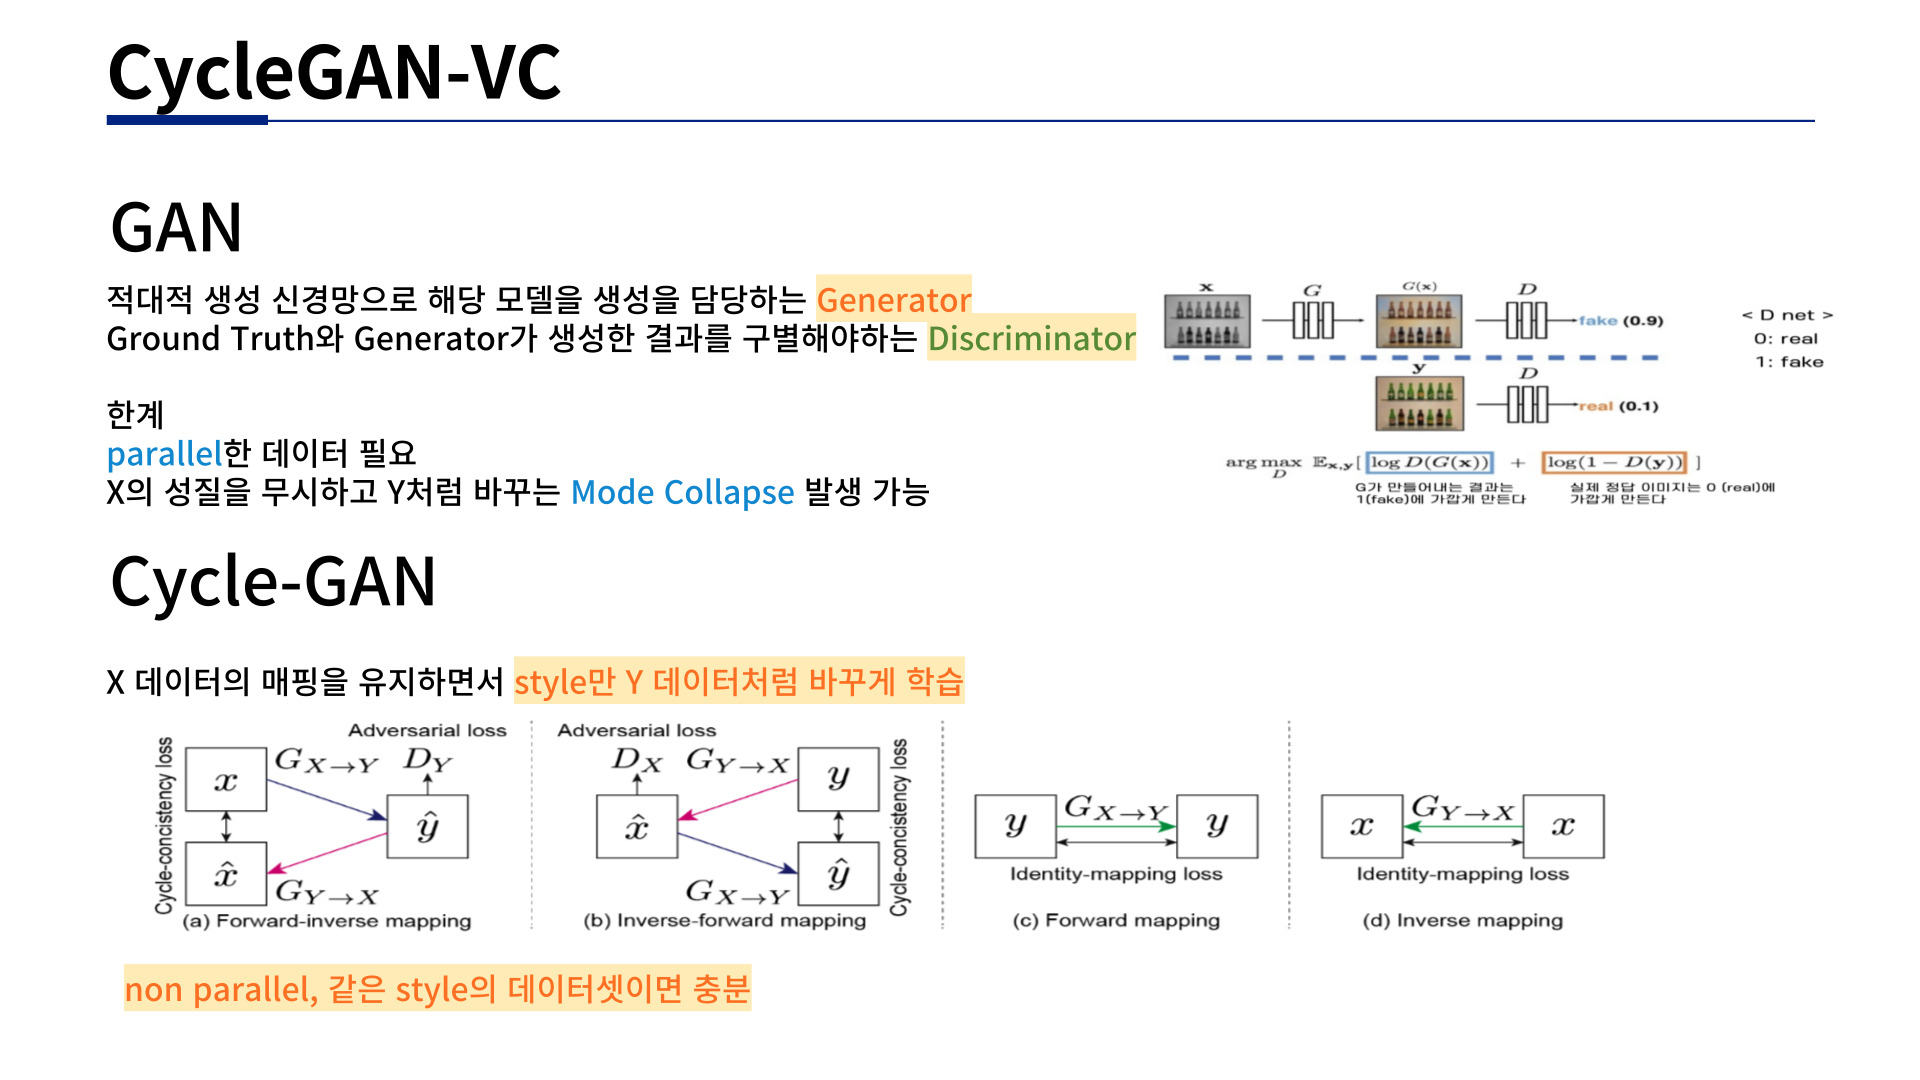 CycleGAN-VC
GAN
적대적 생성 신경망으로 해당 모델을 생성을 담당하는 Generator
Ground Truth와 Generator가 생성한 결과를 구별해야하는 Discriminator
한계
parallel한 데이터 필요
X의 성질을 무시하고 Y처럼 바꾸는 Mode Collapse 발생 가능
x G G(x) D
fake (0.9)
< D net >
0: real
1: fake
y D
real (0.1)
arg max_D 𝔼_{x,y}[ log D(G(x)) + log(1 − D(y)) ]
G가 만들어내는 결과는
1(fake)에 가깝게 만든다
실제 정답 이미지는 0 (real)에
가깝게 만든다
Cycle-GAN
X 데이터의 매핑을 유지하면서 style만 Y 데이터처럼 바꾸게 학습
Cycle-concistency loss
Adversarial loss
x G_{X→Y} D_Y
ŷ
x̂ G_{Y→X}
(a) Forward-inverse mapping
Adversarial loss
D_X G_{Y→X} y
x̂
G_{X→Y} ŷ
Cycle-concistency loss
(b) Inverse-forward mapping
y G_{X→Y} y
Identity-mapping loss
(c) Forward mapping
x G_{Y→X} x
Identity-mapping loss
(d) Inverse mapping
non parallel, 같은 style의 데이터셋이면 충분